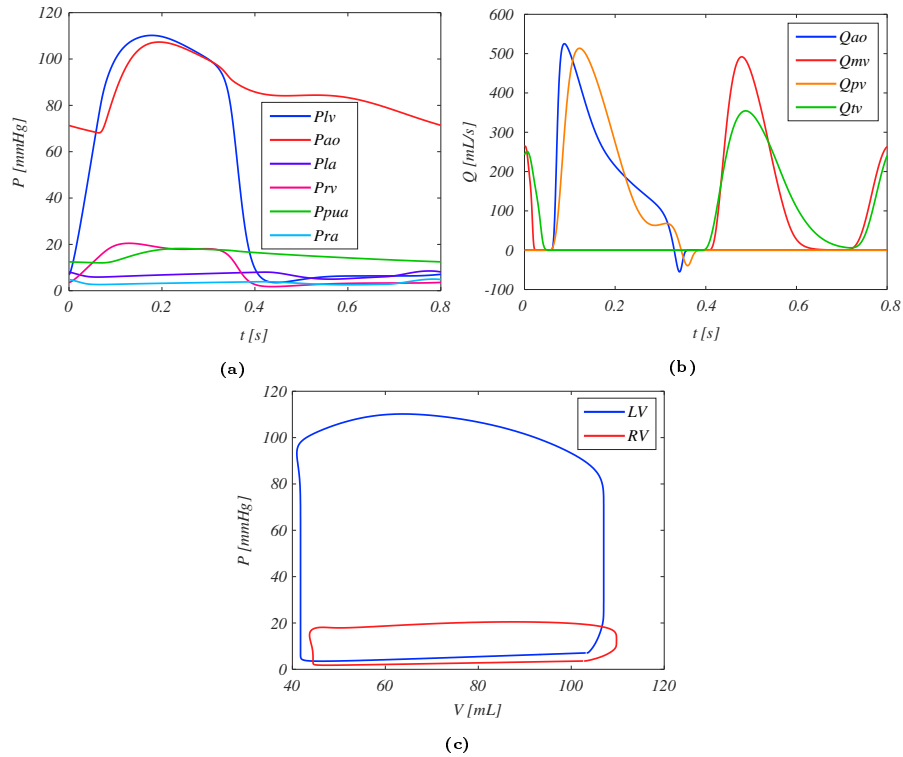 120
100
80
60
40
20
0
P [mmHg]
0
0.2
0.4
0.6
0.8
t [s]
Plv
Pao
Pla
Prv
Ppua
Pra
(a)
600
500
400
300
200
100
0
-100
Q [mL/s]
0
0.2
0.4
0.6
0.8
t [s]
Qao
Qmv
Qpv
Qtv
(b)
120
100
80
60
40
20
0
P [mmHg]
40
60
80
100
120
V [mL]
LV
RV
(c)